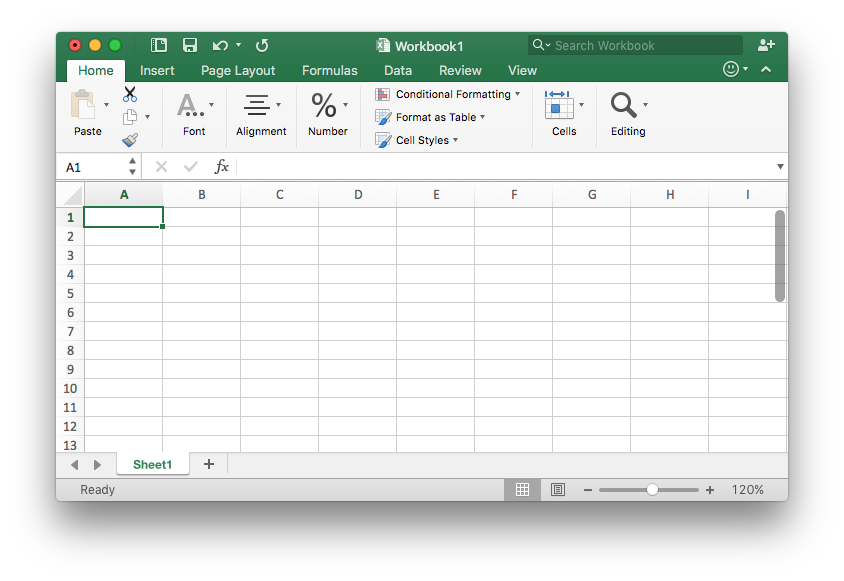 Workbook1
Search Workbook
Home Insert Page Layout Formulas Data Review View
Paste
A...
Font
Alignment
%
Number
Conditional Formatting
Format as Table
Cell Styles
Cells
Editing
A1 fx
A B C D E F G H I
1
2
3
4
5
6
7
8
9
10
11
12
13
Sheet1 +
Ready − + 120%